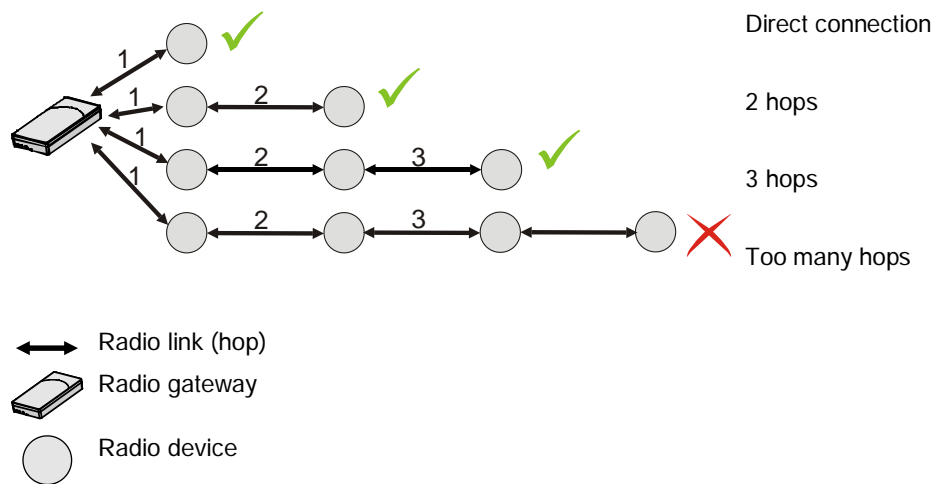 Direct connection
1
1
2
2 hops
1
2
3
3 hops
1
2
3
Too many hops
Radio link (hop)
Radio gateway
Radio device